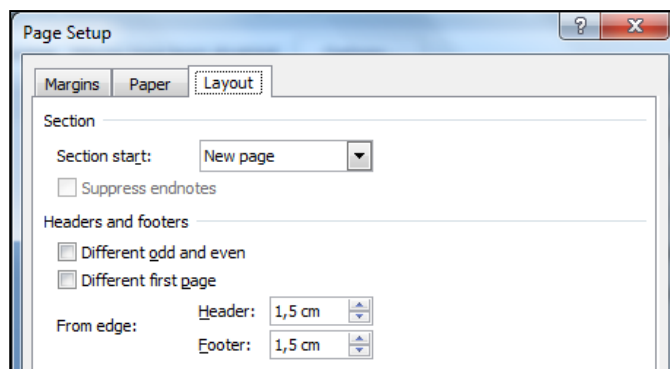 Page Setup
Margins Paper Layout
Section
Section start: New page
Suppress endnotes
Headers and footers
Different odd and even
Different first page
Header: 1,5 cm
From edge:
Footer: 1,5 cm